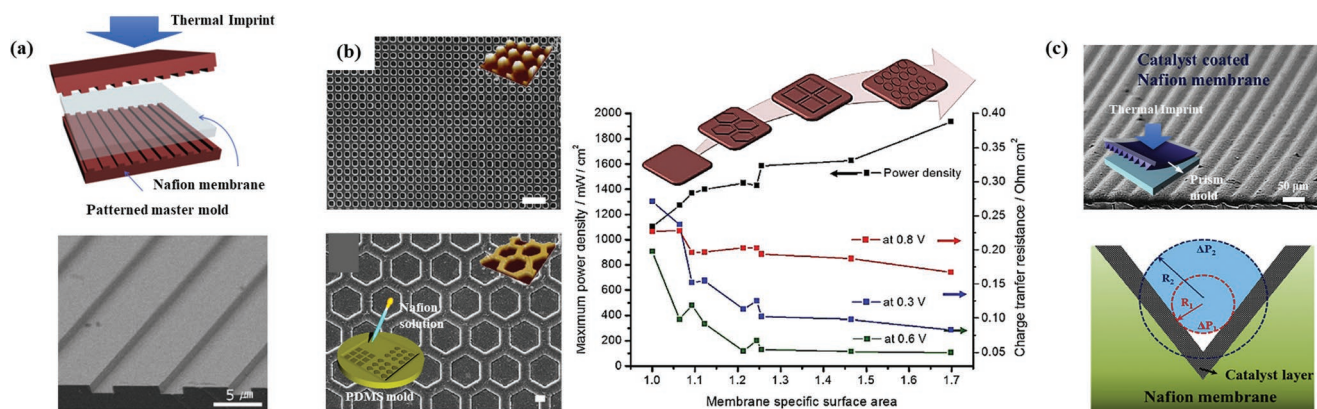 (a)
Thermal Imprint
Nafion membrane
Patterned master mold
5 μm
(b)
Nafion
solution
PDMS mold
Maximum power density / mW/cm²
2000
1800
1600
1400
1200
1000
800
600
400
200
0
1.0
1.1
1.2
1.3
1.4
1.5
1.6
1.7
Membrane specific surface area
Power density
at 0.8 V
at 0.3 V
at 0.6 V
0.40
0.35
0.30
0.25
0.20
0.15
0.10
0.05
Charge tranfer resistance / Ohm cm²
(c)
Catalyst coated
Nafion membrane
Thermal Imprint
Prism
mold
50 μm
ΔP₂
R₂
R₁
ΔP₁
Catalyst layer
Nafion membrane